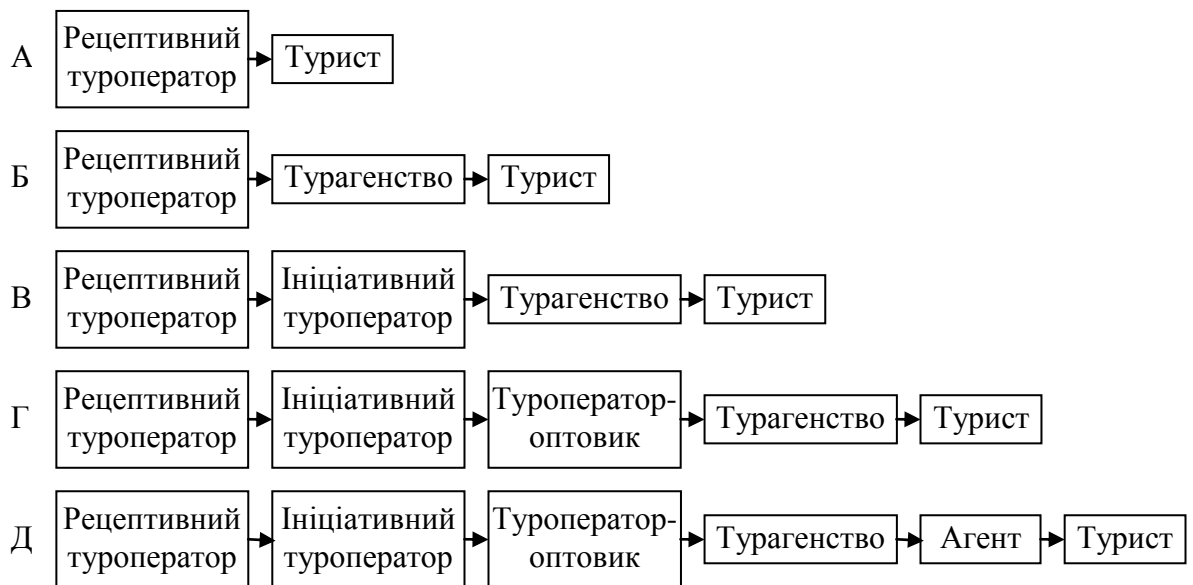 А Рецептивний туроператор Турист
Б Рецептивний туроператор Турагенство Турист
В Рецептивний туроператор Ініціативний туроператор Турагенство Турист
Г Рецептивний туроператор Ініціативний туроператор Туроператор-оптовик Турагенство Турист
Д Рецептивний туроператор Ініціативний туроператор Туроператор-оптовик Турагенство Агент Турист